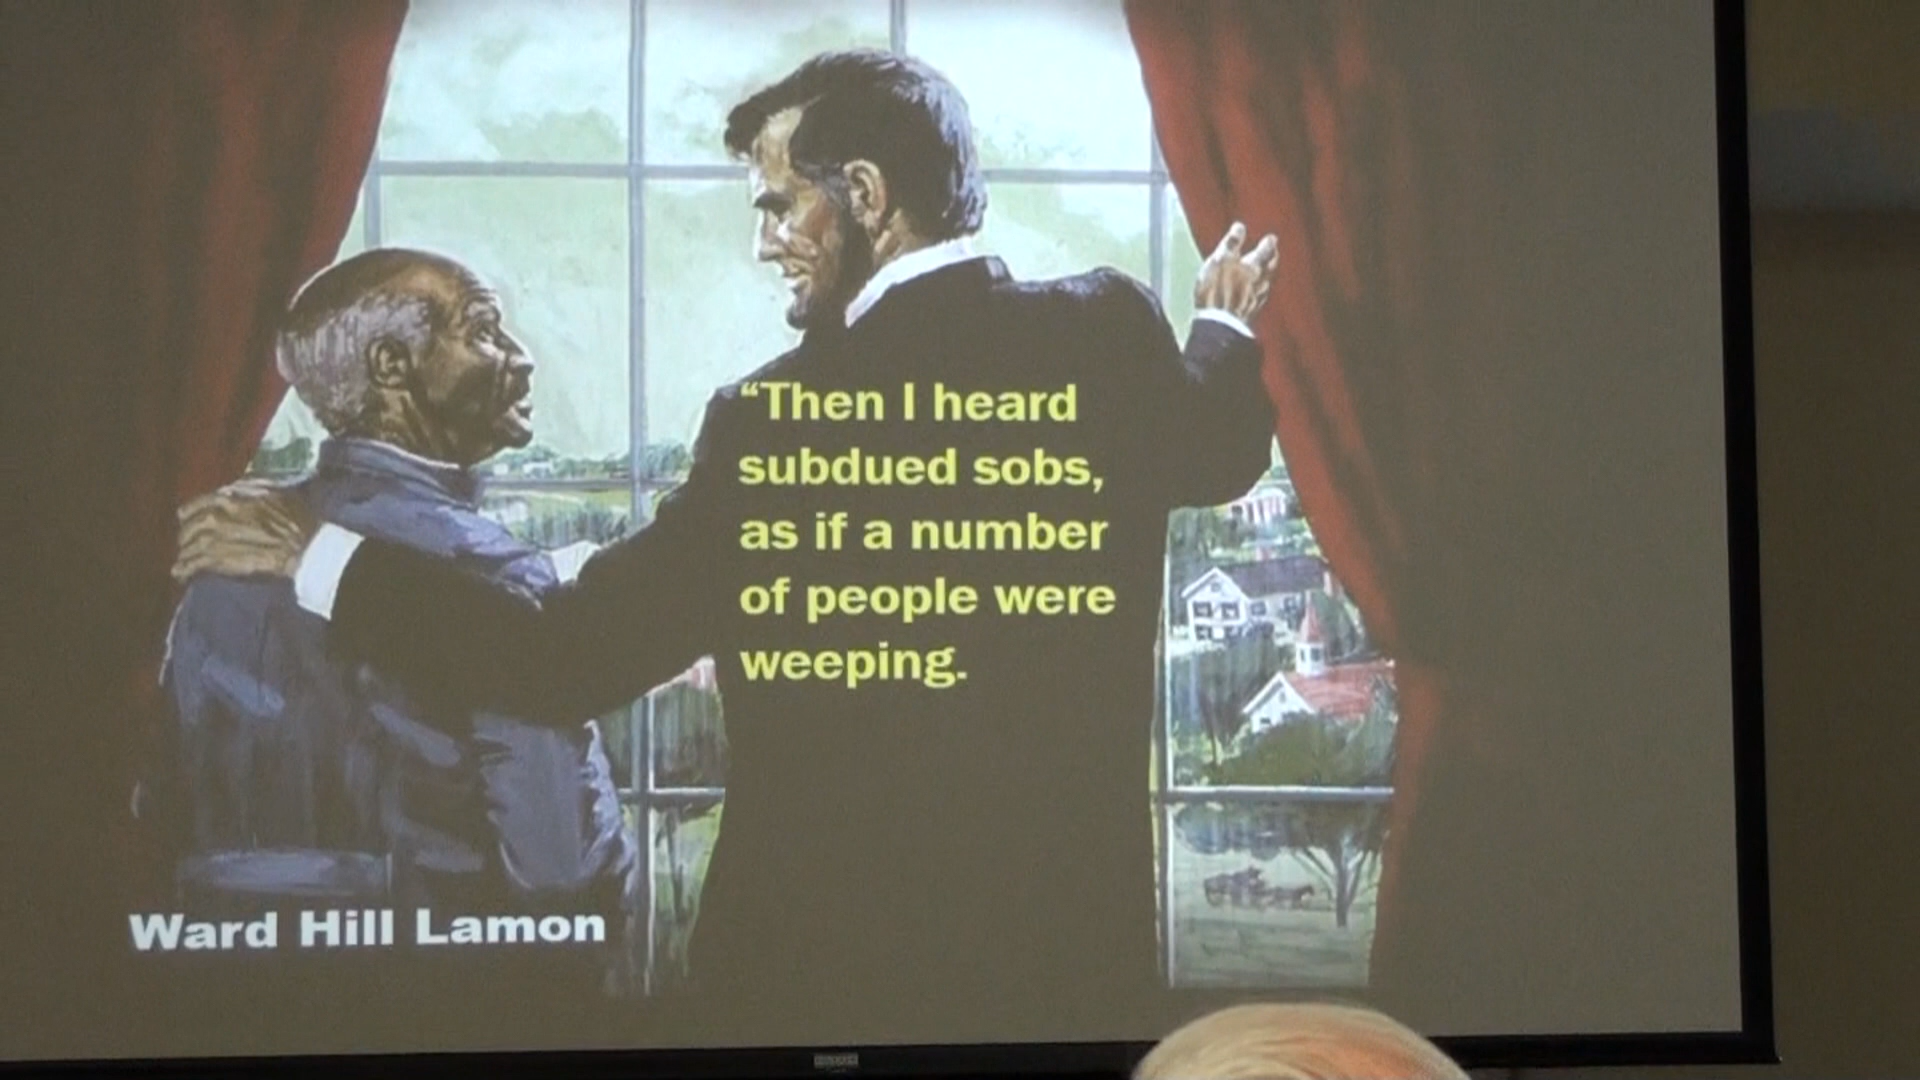 “Then I heard
subdued sobs,
as if a number
of people were
weeping.
Ward Hill Lamon